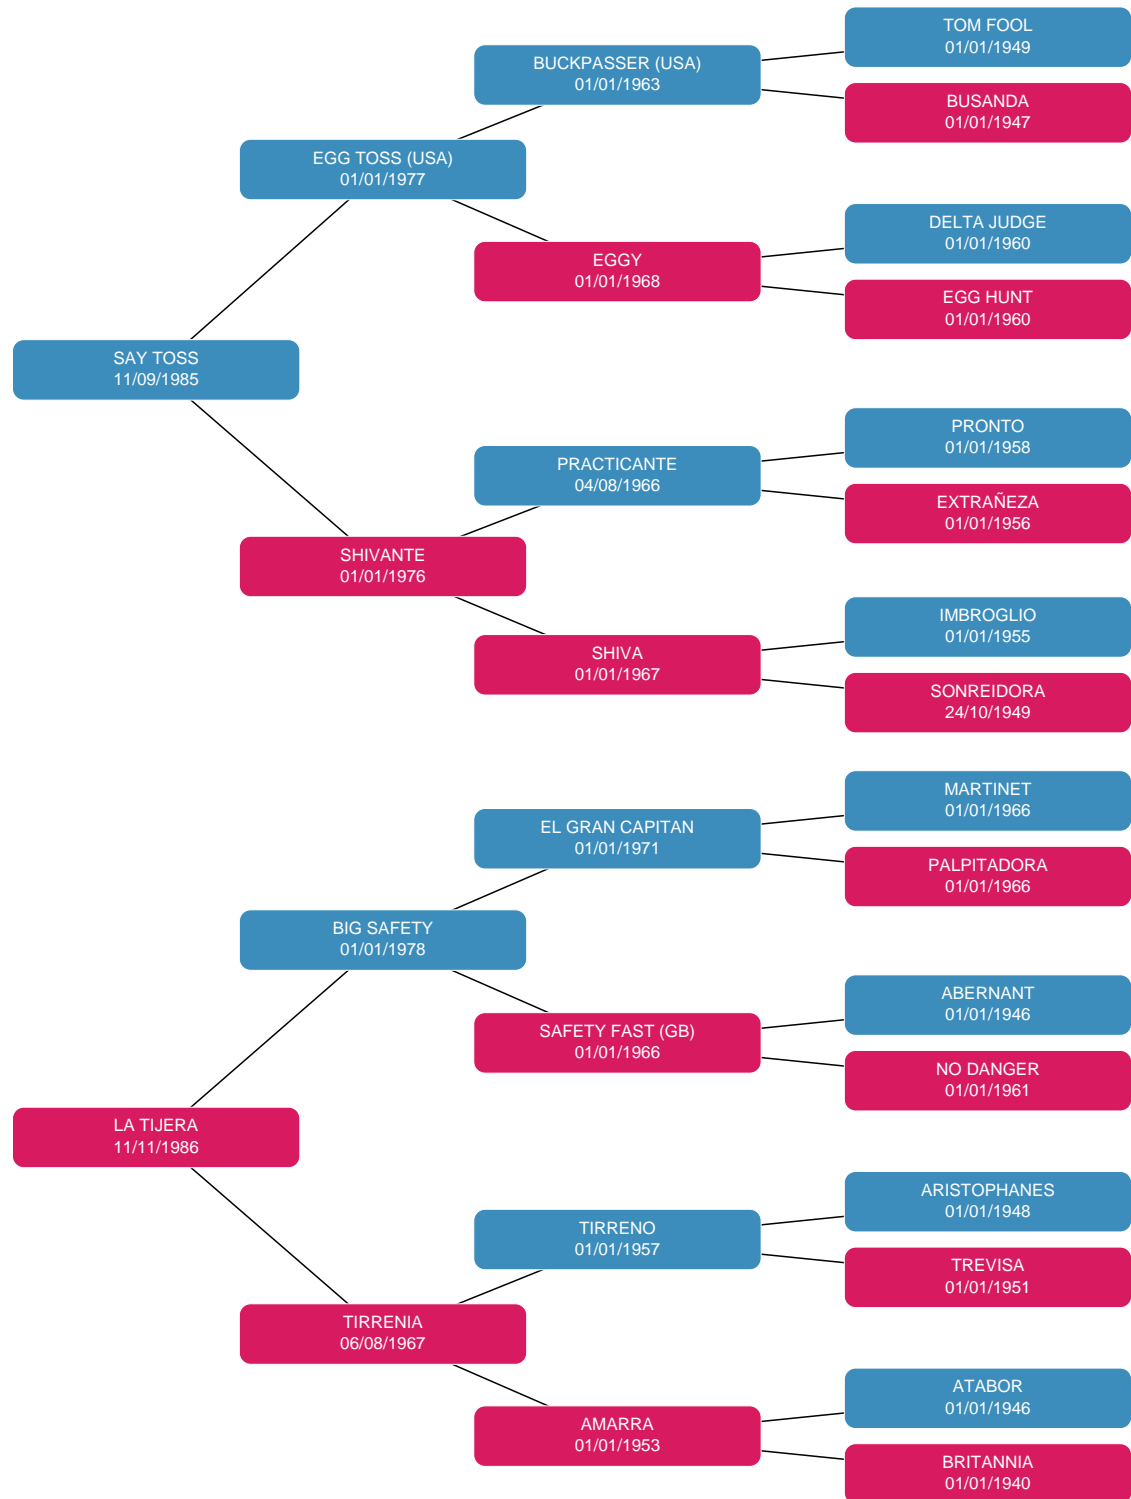 TOM FOOL
01/01/1949
BUCKPASSER (USA)
01/01/1963
BUSANDA
01/01/1947
EGG TOSS (USA)
01/01/1977
DELTA JUDGE
01/01/1960
EGGY
01/01/1968
EGG HUNT
01/01/1960
SAY TOSS
11/09/1985
PRONTO
01/01/1958
PRACTICANTE
04/08/1966
EXTRAÑEZA
01/01/1956
SHIVANTE
01/01/1976
IMBROGLIO
01/01/1955
SHIVA
01/01/1967
SONREIDORA
24/10/1949
MARTINET
01/01/1966
EL GRAN CAPITAN
01/01/1971
PALPITADORA
01/01/1966
BIG SAFETY
01/01/1978
ABERNANT
01/01/1946
SAFETY FAST (GB)
01/01/1966
NO DANGER
01/01/1961
LA TIJERA
11/11/1986
ARISTOPHANES
01/01/1948
TIRRENO
01/01/1957
TREVISA
01/01/1951
TIRRENIA
06/08/1967
ATABOR
01/01/1946
AMARRA
01/01/1953
BRITANNIA
01/01/1940